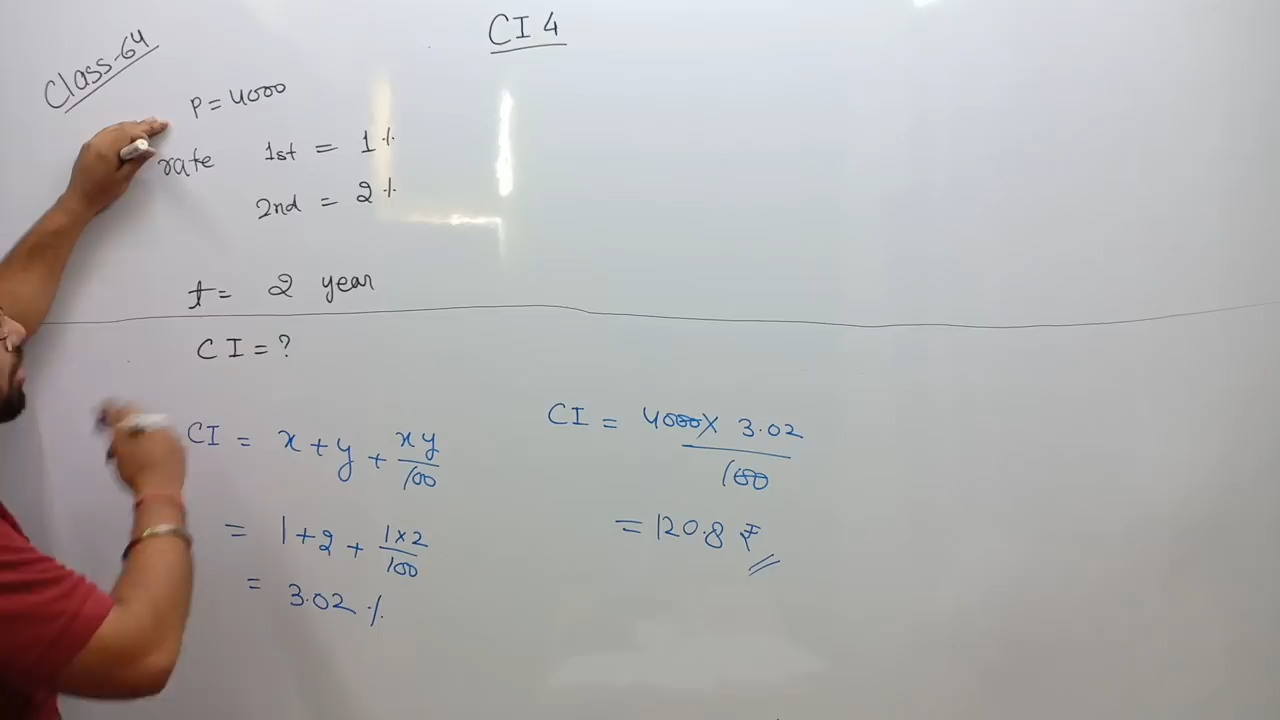 Class-64
CI 4
P = 4000
rate 1st = 1%
2nd = 2%
t = 2 year
CI = ?
CI = x + y + xy/100
= 1 + 2 + 1×2/100
= 3.02 %
CI = 4000 × 3.02/100
= 120.8 ₹